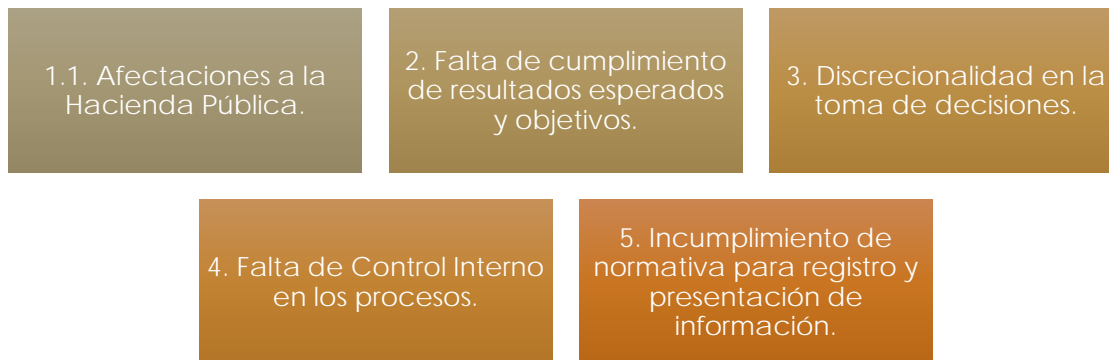 1.1. Afectaciones a la
Hacienda Pública.
2. Falta de cumplimiento
de resultados esperados
y objetivos.
3. Discrecionalidad en la
toma de decisiones.
4. Falta de Control Interno
en los procesos.
5. Incumplimiento de
normativa para registro y
presentación de
información.